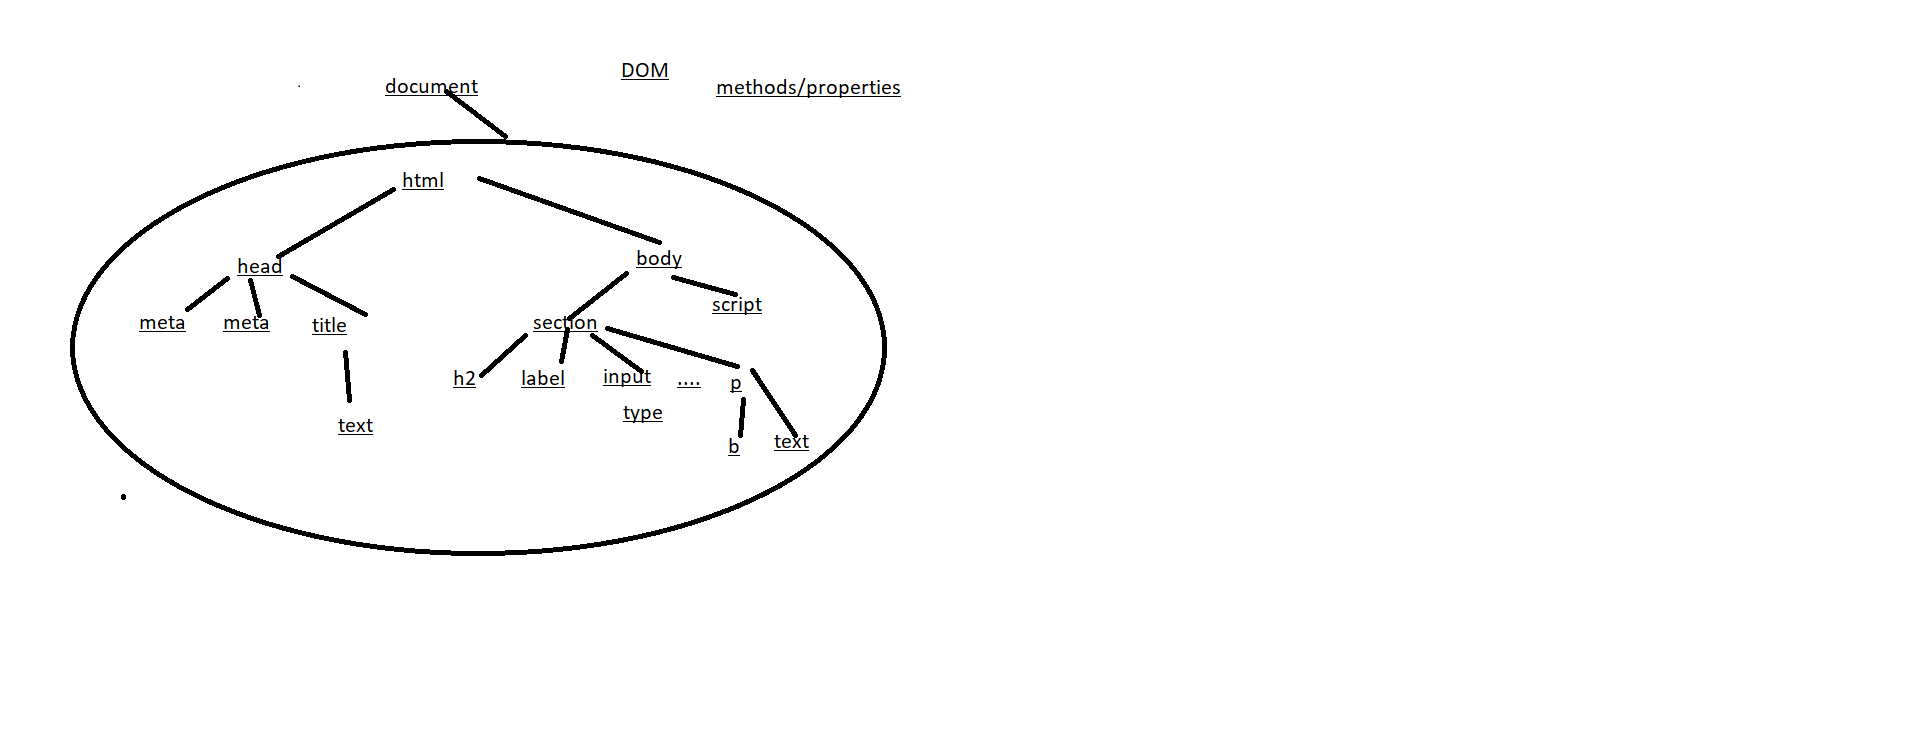 DOM
document methods/properties
html
head body
script
meta meta title section
h2 label input .... p
type
text b text